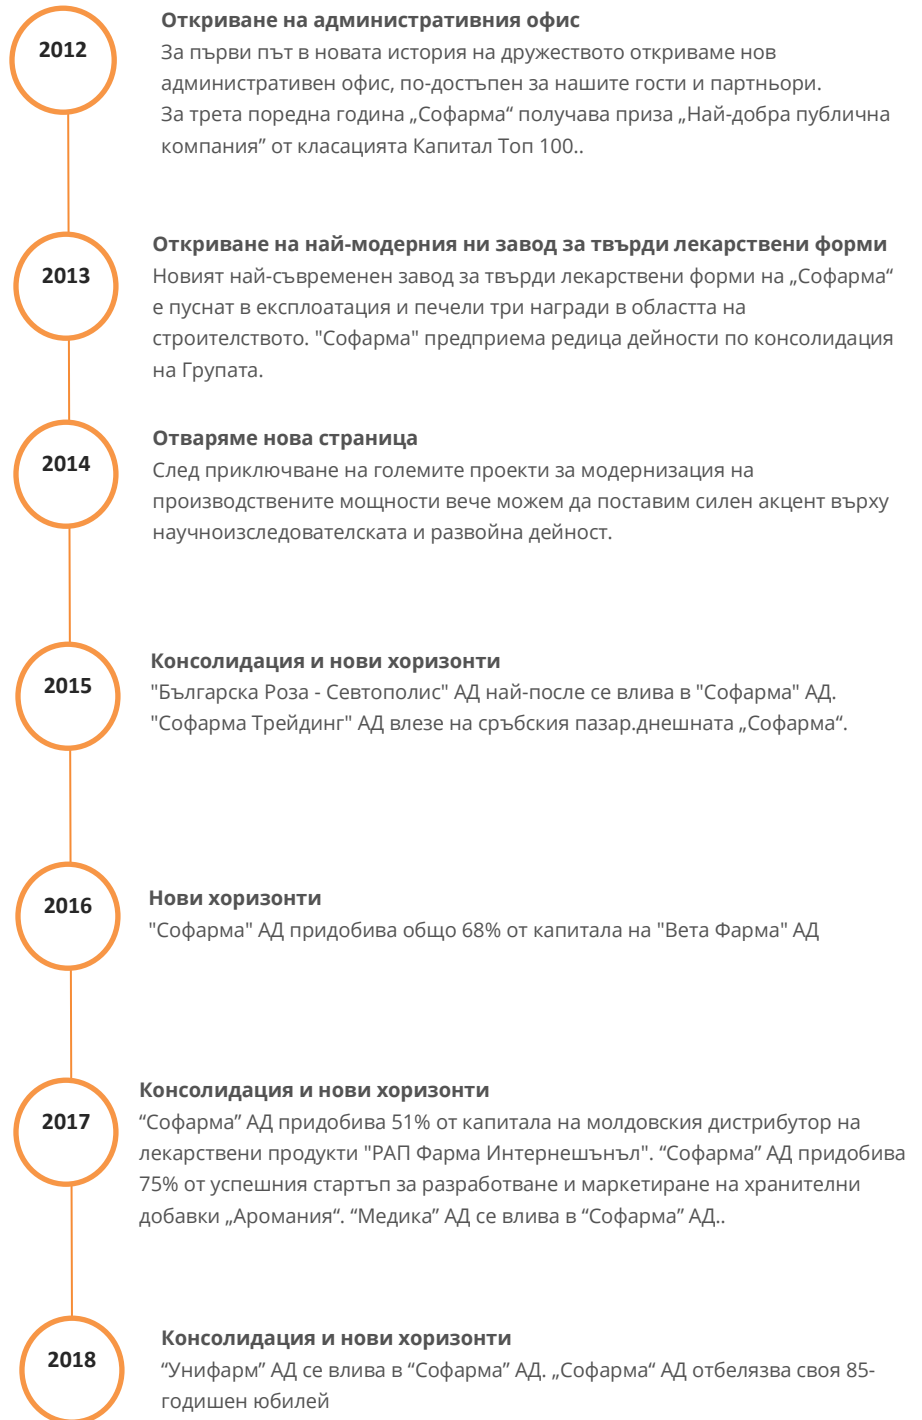 2012
Откриване на административния офис
За първи път в новата история на дружеството откриваме нов
административен офис, по-достъпен за нашите гости и партньори.
За трета поредна година „Софарма“ получава приза „Най-добра публична
компания” от класацията Капитал Топ 100..
2013
Откриване на най-модерния ни завод за твърди лекарствени форми
Новият най-съвременен завод за твърди лекарствени форми на „Софарма“
е пуснат в експлоатация и печели три награди в областта на
строителството. "Софарма" предприема редица дейности по консолидация
на Групата.
2014
Отваряме нова страница
След приключване на големите проекти за модернизация на
производствените мощности вече можем да поставим силен акцент върху
научноизследователската и развойна дейност.
2015
Консолидация и нови хоризонти
"Българска Роза - Севтополис" АД най-после се влива в "Софарма" АД.
"Софарма Трейдинг" АД влезе на сръбския пазар.днешната „Софарма“.
2016
Нови хоризонти
"Софарма" АД придобива общо 68% от капитала на "Вета Фарма" АД
2017
Консолидация и нови хоризонти
“Софарма” АД придобива 51% от капитала на молдовския дистрибутор на
лекарствени продукти "РАП Фарма Интернешънъл". “Софарма” АД придобива
75% от успешния стартъп за разработване и маркетиране на хранителни
добавки „Аромания“. “Медика” АД се влива в “Софарма” АД..
2018
Консолидация и нови хоризонти
“Унифарм” АД се влива в “Софарма” АД. „Софарма“ АД отбелязва своя 85-
годишен юбилей